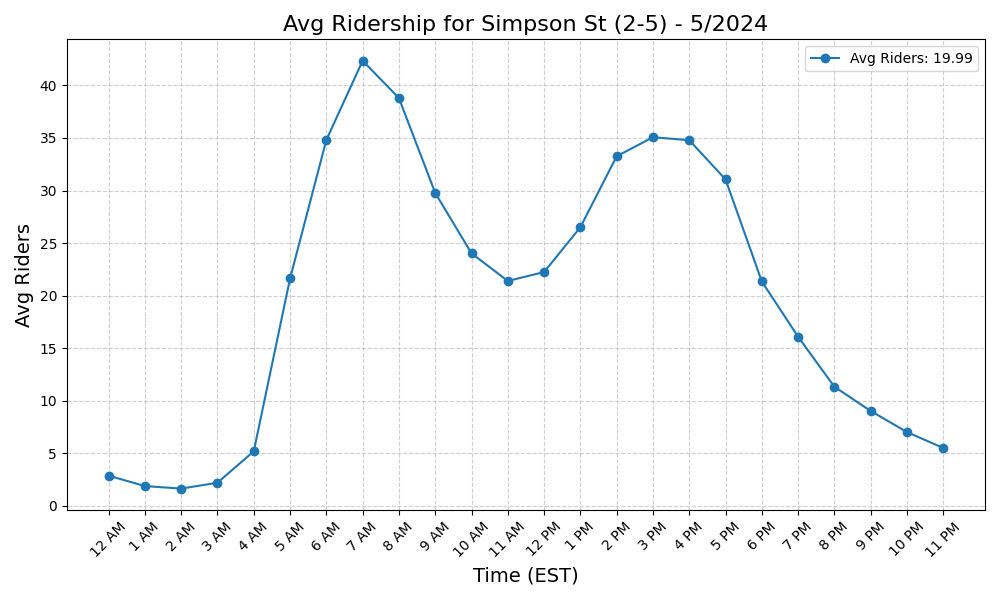 Avg Ridership for Simpson St (2-5) - 5/2024
Avg Riders: 19.99
Avg Riders
40
35
30
25
20
15
10
5
0
12 AM
1 AM
2 AM
3 AM
4 AM
5 AM
6 AM
7 AM
8 AM
9 AM
10 AM
11 AM
12 PM
1 PM
2 PM
3 PM
4 PM
5 PM
6 PM
7 PM
8 PM
9 PM
10 PM
11 PM
Time (EST)